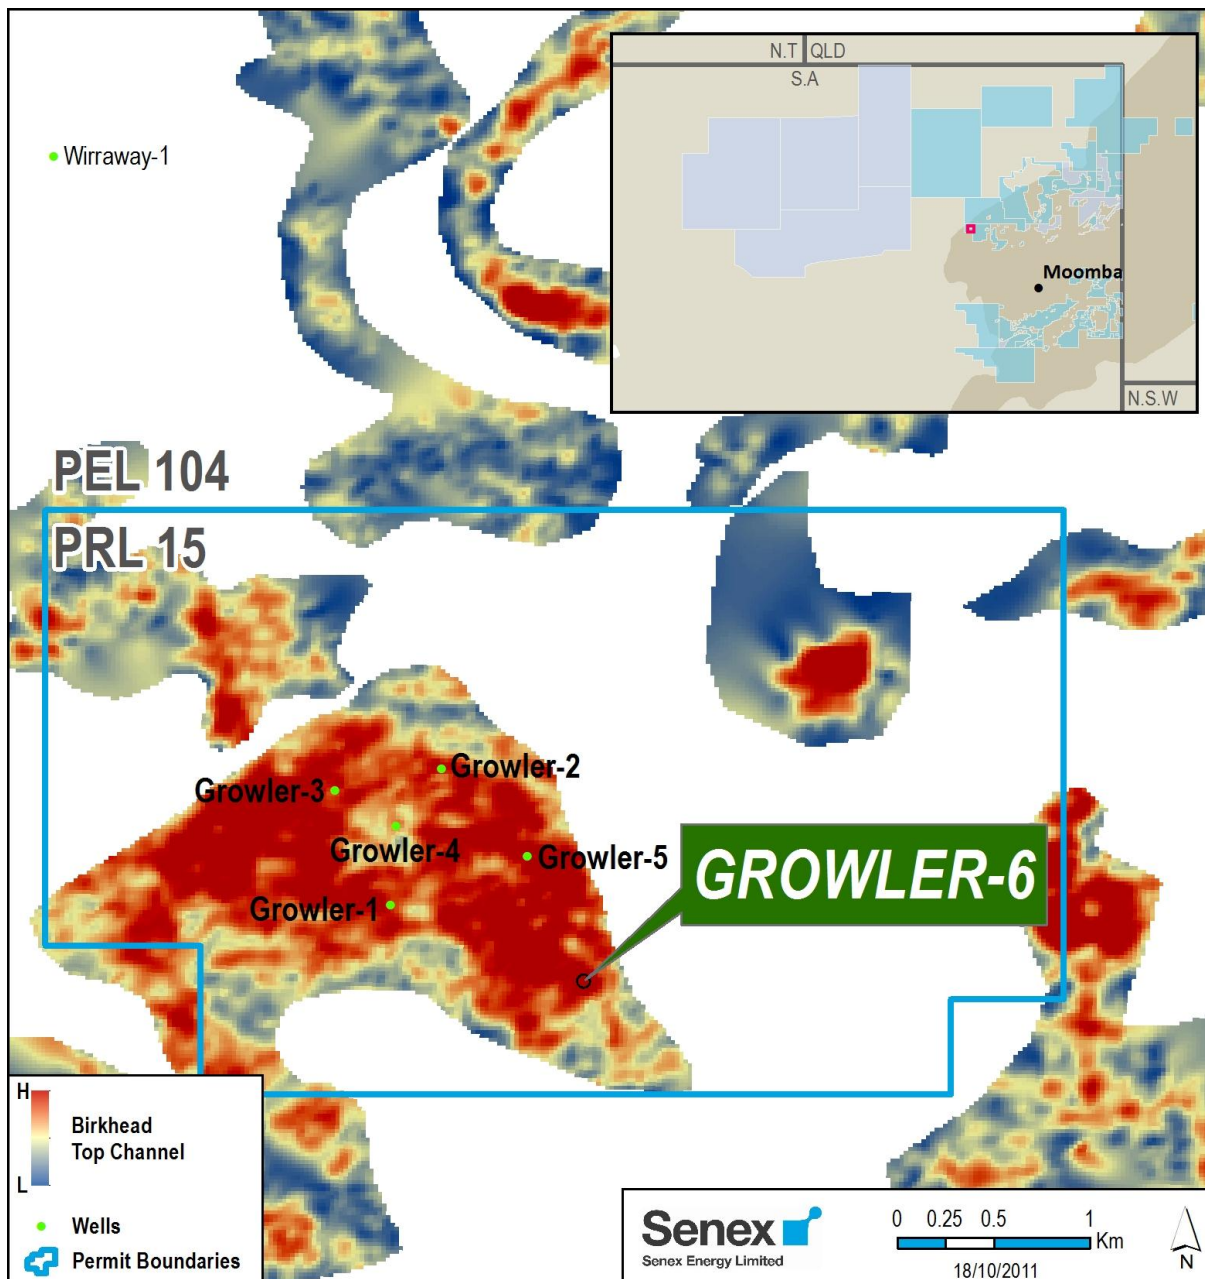 N.T QLD
S.A
Moomba
N.S.W
Wirraway-1
PEL 104
PRL 15
Growler-2
Growler-3
Growler-4
Growler-5
Growler-1
GROWLER-6
H
Birkhead
Top Channel
L
Wells
Permit Boundaries
Senex
Senex Energy Limited
0 0.25 0.5 1
Km
18/10/2011
N